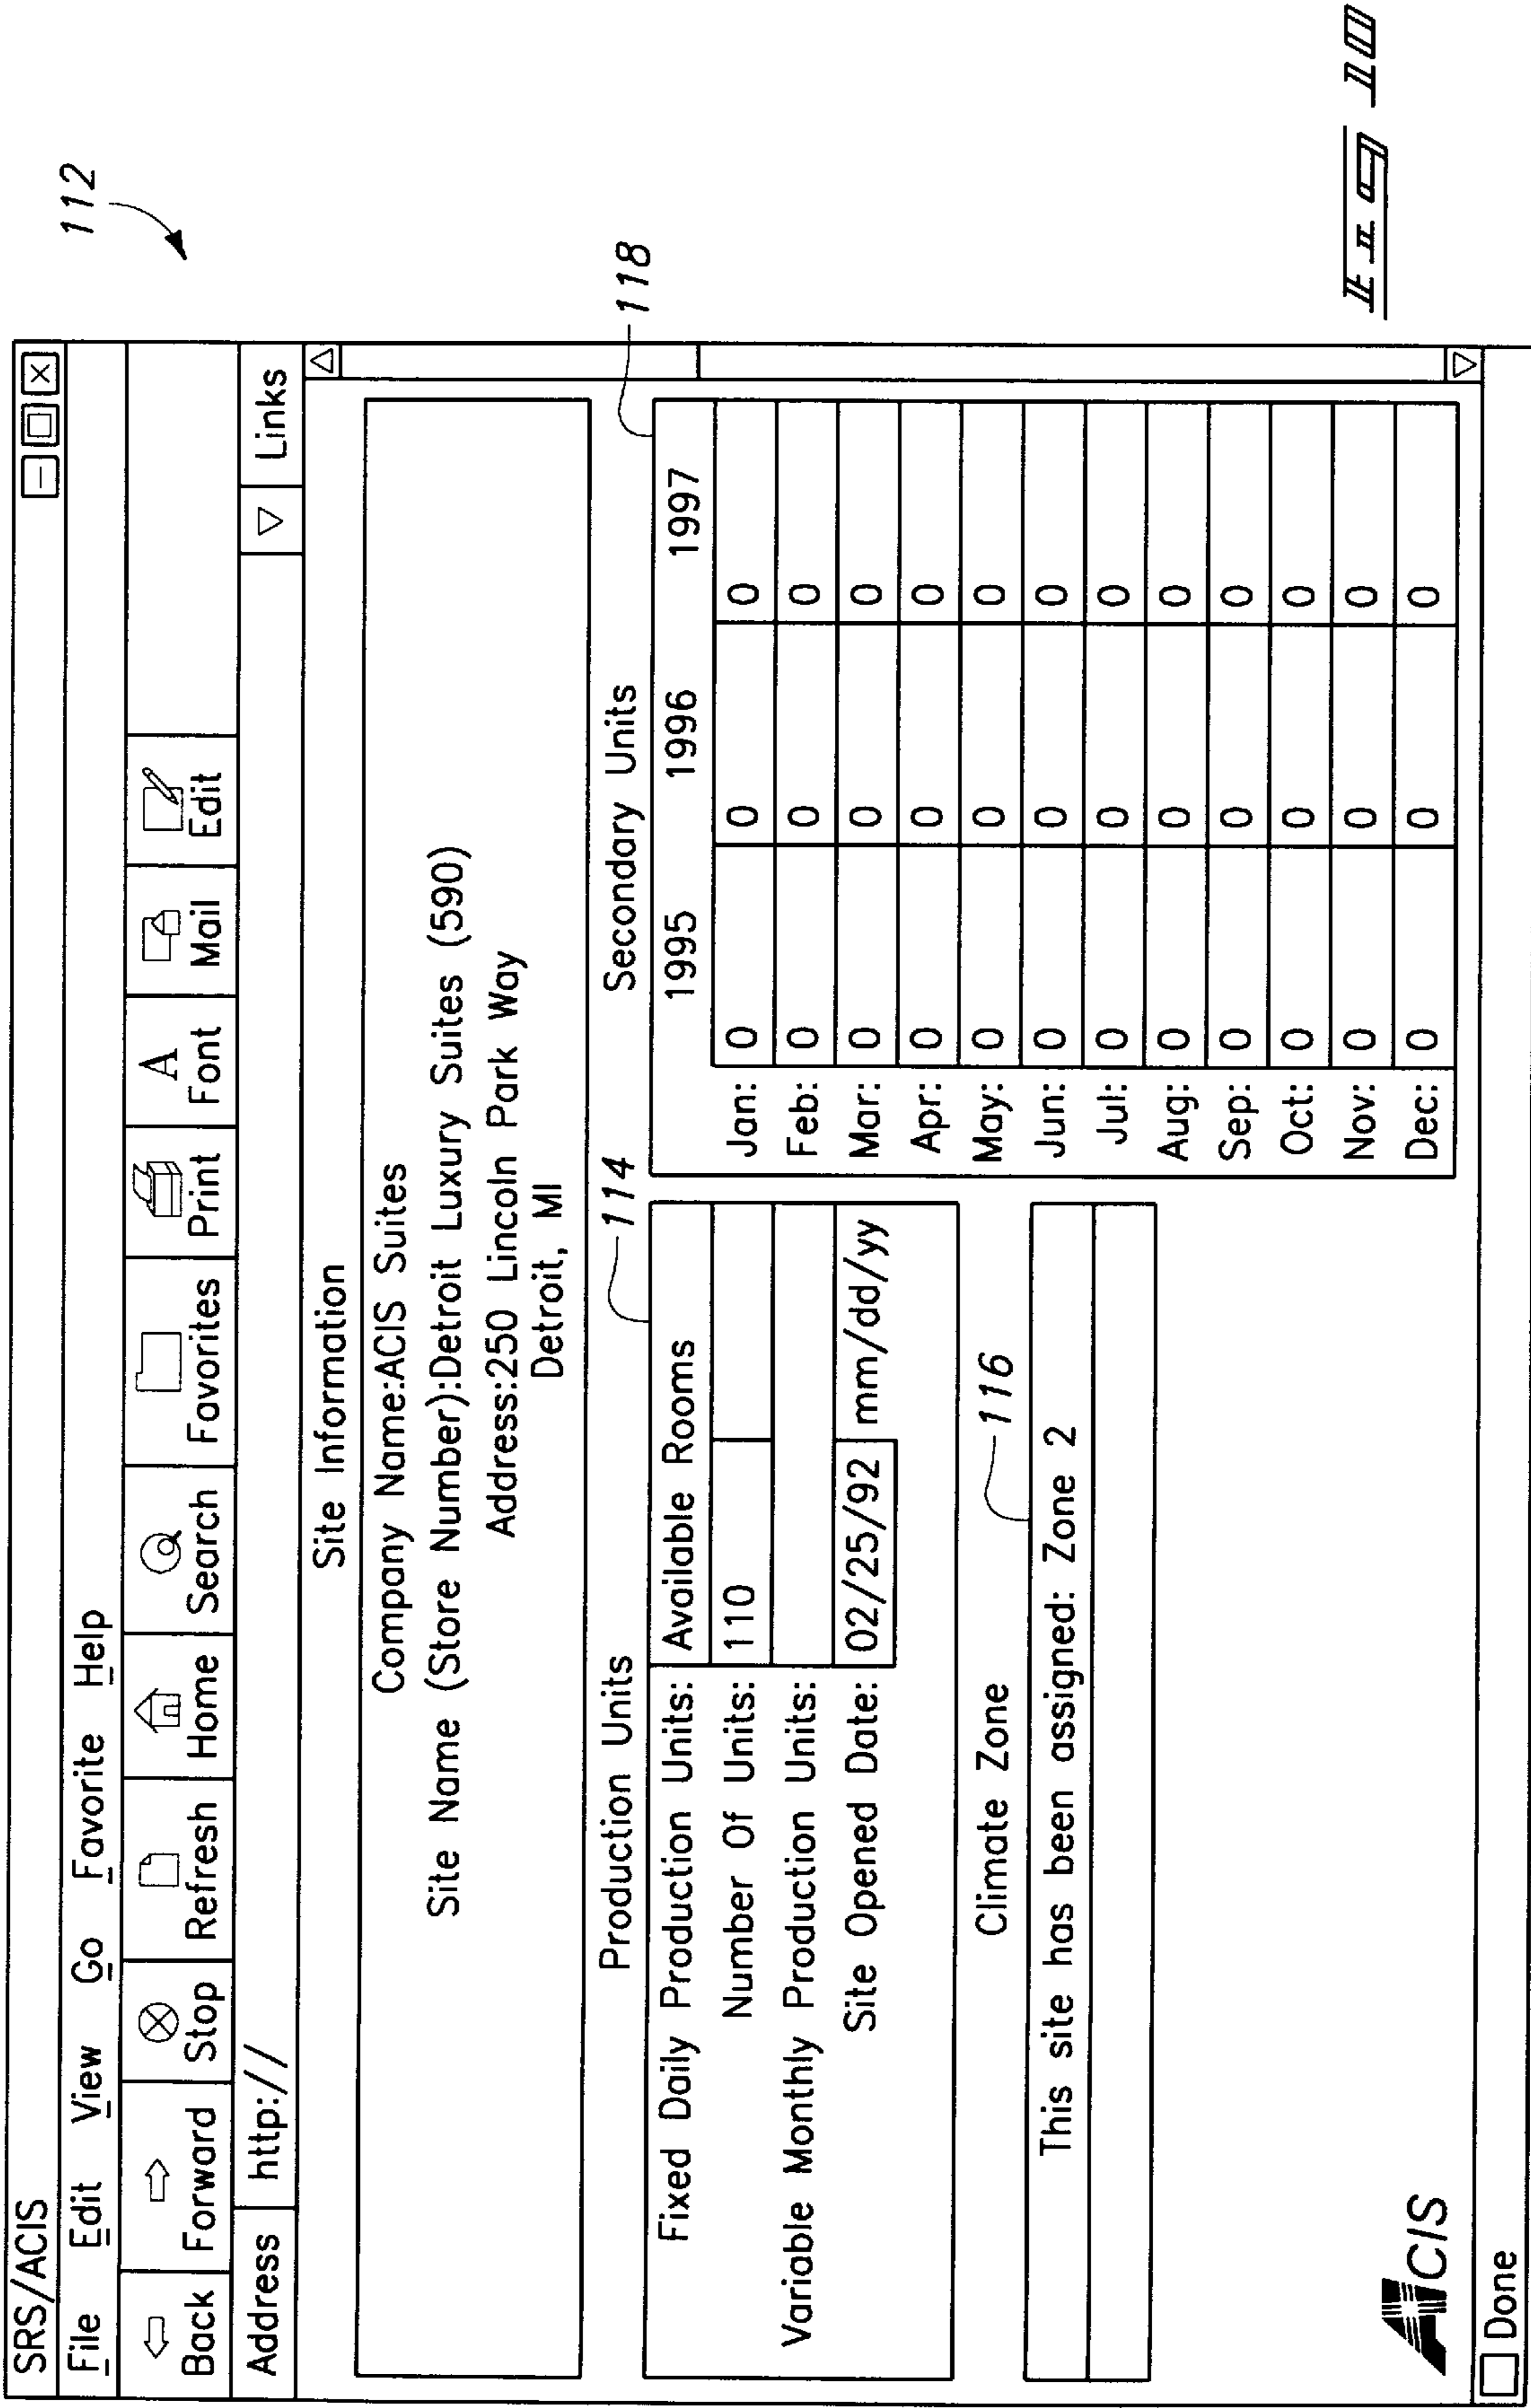 112
SRS/ACIS
File Edit View Go Favorite Help
Back Forward Stop Refresh Home Search Favorites Print Font Mail Edit
Address http:// Links
Site Information
Company Name:ACIS Suites
Site Name (Store Number):Detroit Luxury Suites (590)
Address:250 Lincoln Park Way
Detroit, MI
Production Units
114
Fixed Daily Production Units: Available Rooms
Number Of Units: 110
Variable Monthly Production Units:
Site Opened Date: 02/25/92 mm/dd/yy
Climate Zone
116
This site has been assigned: Zone 2
Secondary Units
118
1995 1996 1997
Jan: 0 0 0
Feb: 0 0 0
Mar: 0 0 0
Apr: 0 0 0
May: 0 0 0
Jun: 0 0 0
Jul: 0 0 0
Aug: 0 0 0
Sep: 0 0 0
Oct: 0 0 0
Nov: 0 0 0
Dec: 0 0 0
ACIS
Done
Fig 10